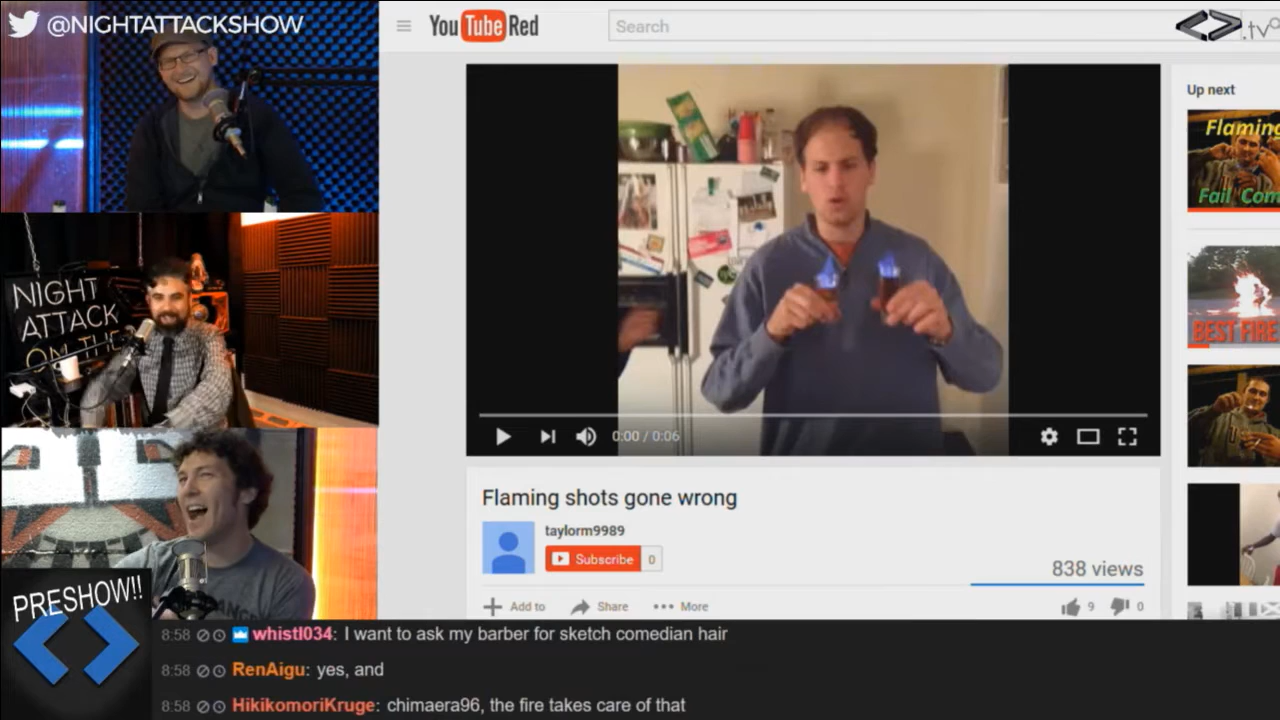 @NIGHTATTACKSHOW
NIGHT
ATTACK
ON THE
PRESHOW!!
YouTube Red
Search
.tv
0:00 / 0:06
Flaming shots gone wrong
taylorm9989
Subscribe 0
838 views
Add to Share More
9 0
Up next
Flaming
Fail Com
BEST FIRE
8:58 whistl034: I want to ask my barber for sketch comedian hair
8:58 RenAigu: yes, and
8:58 HikikomoriKruge: chimaera96, the fire takes care of that